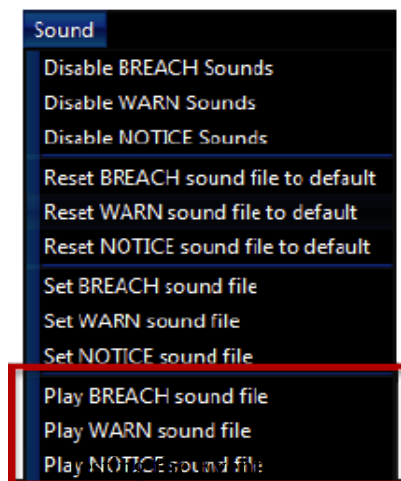 Sound
Disable BREACH Sounds
Disable WARN Sounds
Disable NOTICE Sounds
Reset BREACH sound file to default
Reset WARN sound file to default
Reset NOTICE sound file to default
Set BREACH sound file
Set WARN sound file
Set NOTICE sound file
Play BREACH sound file
Play WARN sound file
Play NOTICE sound file